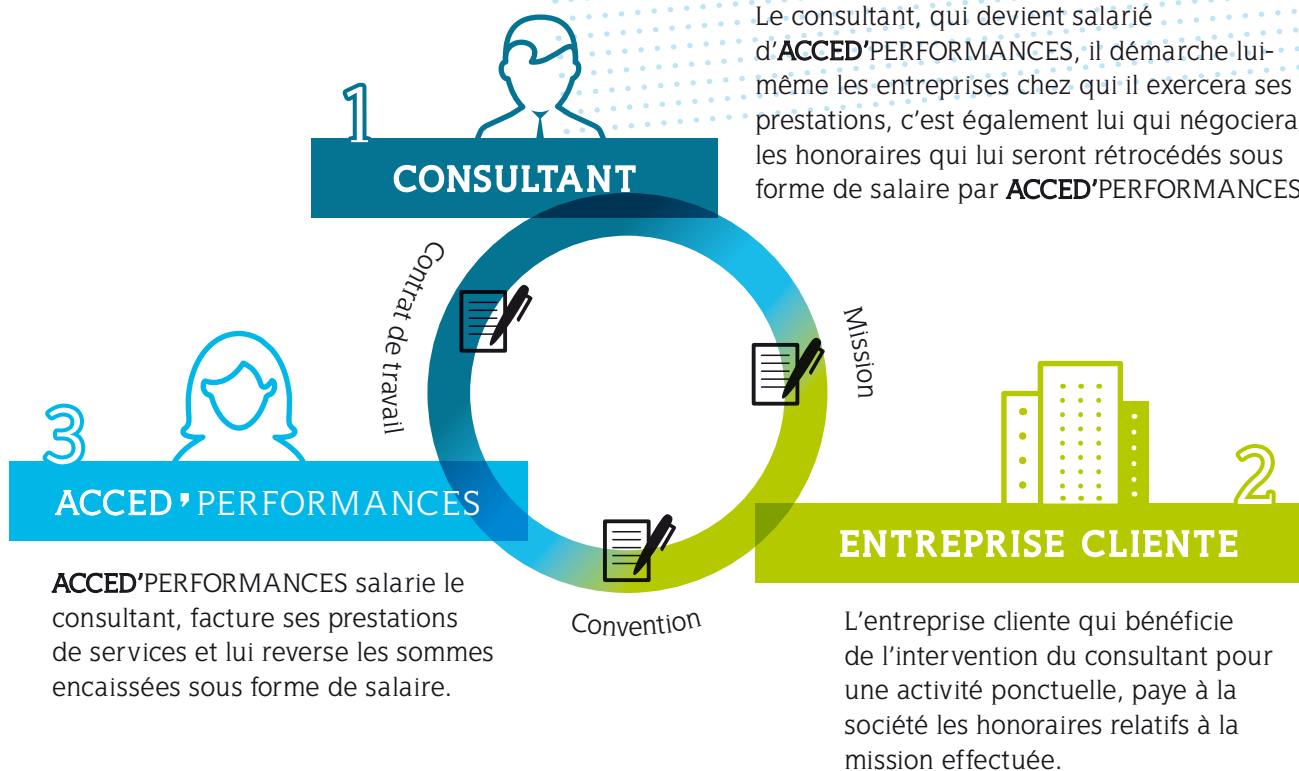 Le consultant, qui devient salarié
d'ACCED'PERFORMANCES, il démarche lui-
même les entreprises chez qui il exercera ses
prestations, c'est également lui qui négociera
les honoraires qui lui seront rétrocédés sous
forme de salaire par ACCED'PERFORMANCES
1
CONSULTANT
Contrat de travail
Mission
3
ACCED'PERFORMANCES
2
ENTREPRISE CLIENTE
Convention
ACCED'PERFORMANCES salarie le
consultant, facture ses prestations
de services et lui reverse les sommes
encaissées sous forme de salaire.
L'entreprise cliente qui bénéficie
de l'intervention du consultant pour
une activité ponctuelle, paye à la
société les honoraires relatifs à la
mission effectuée.